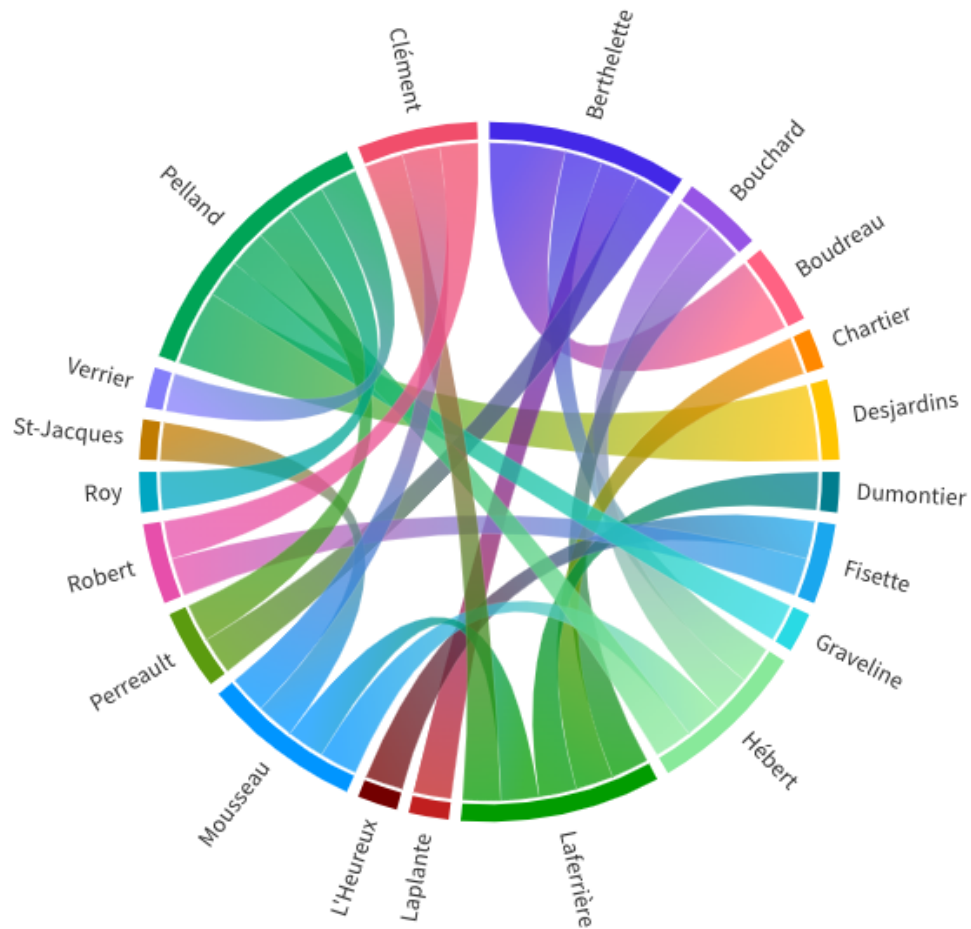 Clément
Berthelette
Bouchard
Boudreau
Chartier
Desjardins
Dumontier
Fisette
Graveline
Hébert
Laferrière
Laplante
L'Heureux
Mousseau
Perreault
Robert
Roy
St-Jacques
Verrier
Pelland